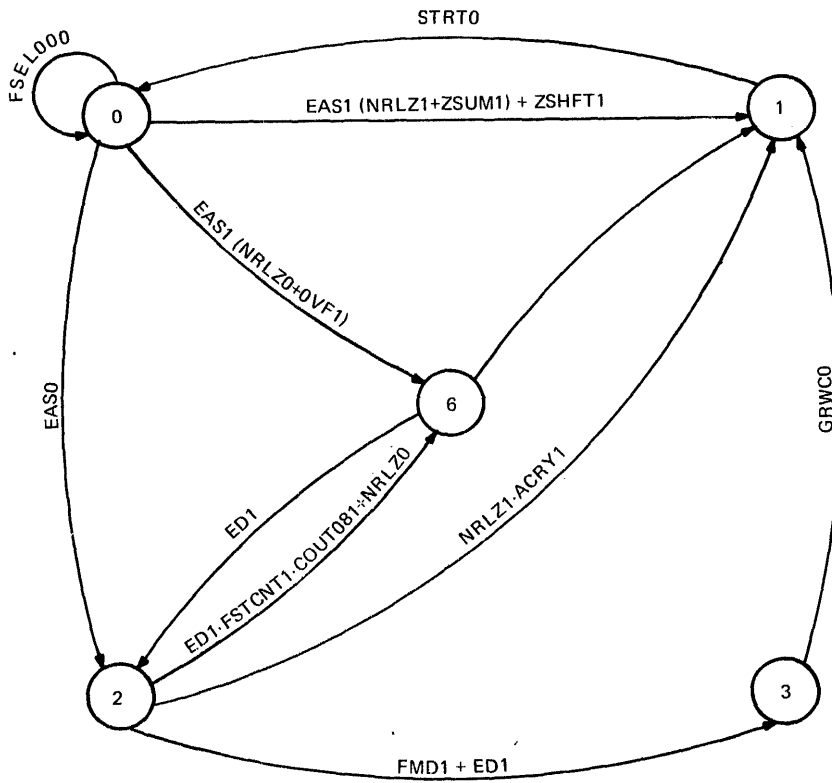 STRT0
FSEL000
0
EAS1 (NRLZ1+ZSUM1) + ZSHFT1
1
EAS1 (NRLZ0+0VF1)
EAS0
6
GRWC0
ED1
ED1·FSTCNT1·COUT081+NRLZ0
NRLZ1·ACRY1
2
3
FMD1 + ED1